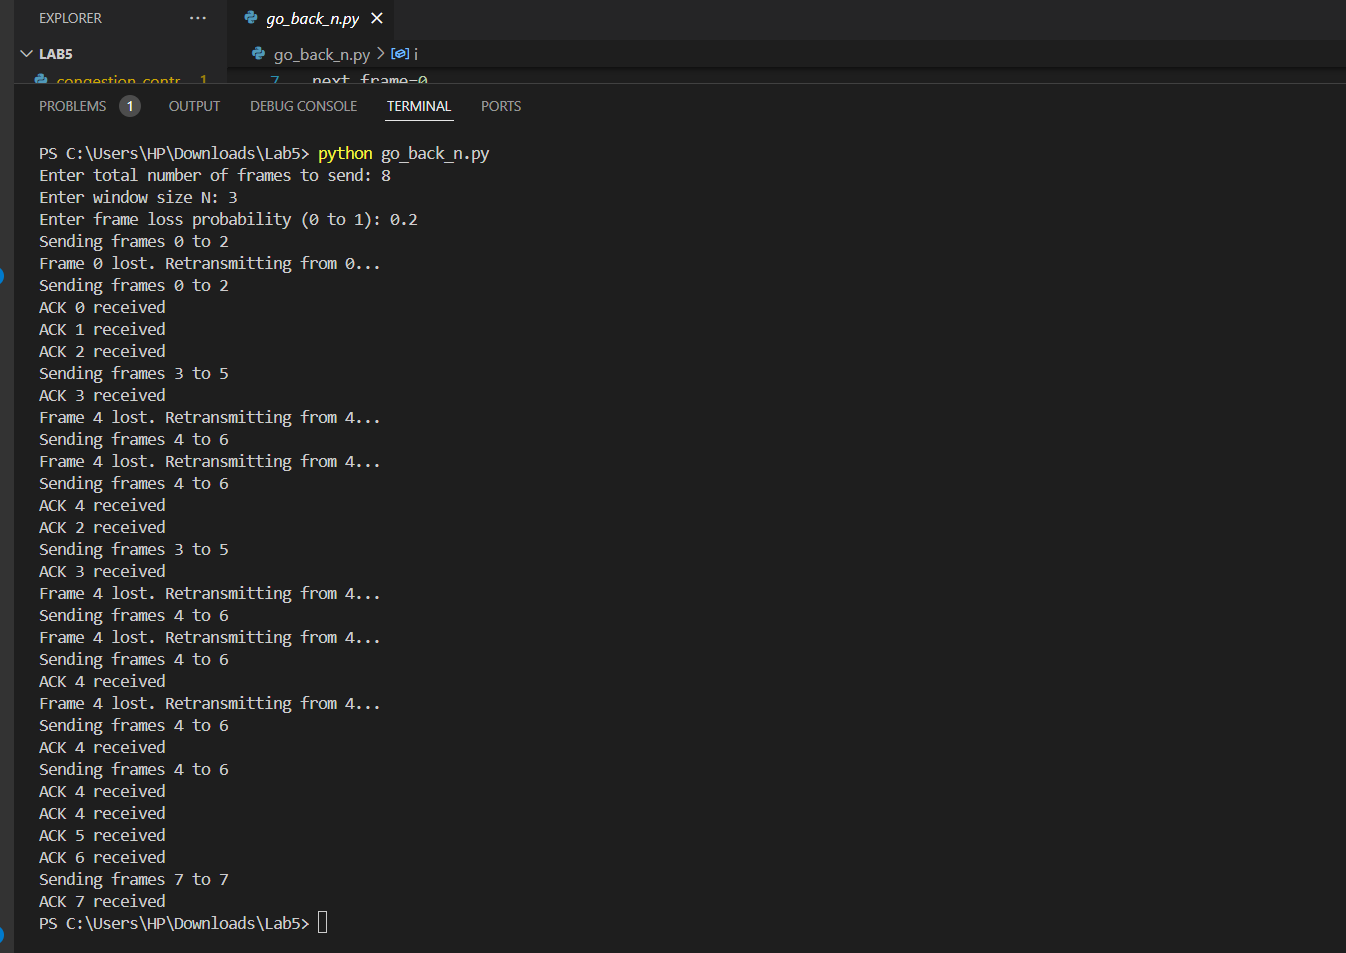 EXPLORER ···
go_back_n.py
LAB5
go_back_n.py > i
congestion_contr 1
7 next_frame=0
PROBLEMS 1 OUTPUT DEBUG CONSOLE TERMINAL PORTS
PS C:\Users\HP\Downloads\Lab5> python go_back_n.py
Enter total number of frames to send: 8
Enter window size N: 3
Enter frame loss probability (0 to 1): 0.2
Sending frames 0 to 2
Frame 0 lost. Retransmitting from 0...
Sending frames 0 to 2
ACK 0 received
ACK 1 received
ACK 2 received
Sending frames 3 to 5
ACK 3 received
Frame 4 lost. Retransmitting from 4...
Sending frames 4 to 6
Frame 4 lost. Retransmitting from 4...
Sending frames 4 to 6
ACK 4 received
ACK 2 received
Sending frames 3 to 5
ACK 3 received
Frame 4 lost. Retransmitting from 4...
Sending frames 4 to 6
Frame 4 lost. Retransmitting from 4...
Sending frames 4 to 6
ACK 4 received
Frame 4 lost. Retransmitting from 4...
Sending frames 4 to 6
ACK 4 received
Sending frames 4 to 6
ACK 4 received
ACK 4 received
ACK 5 received
ACK 6 received
Sending frames 7 to 7
ACK 7 received
PS C:\Users\HP\Downloads\Lab5>